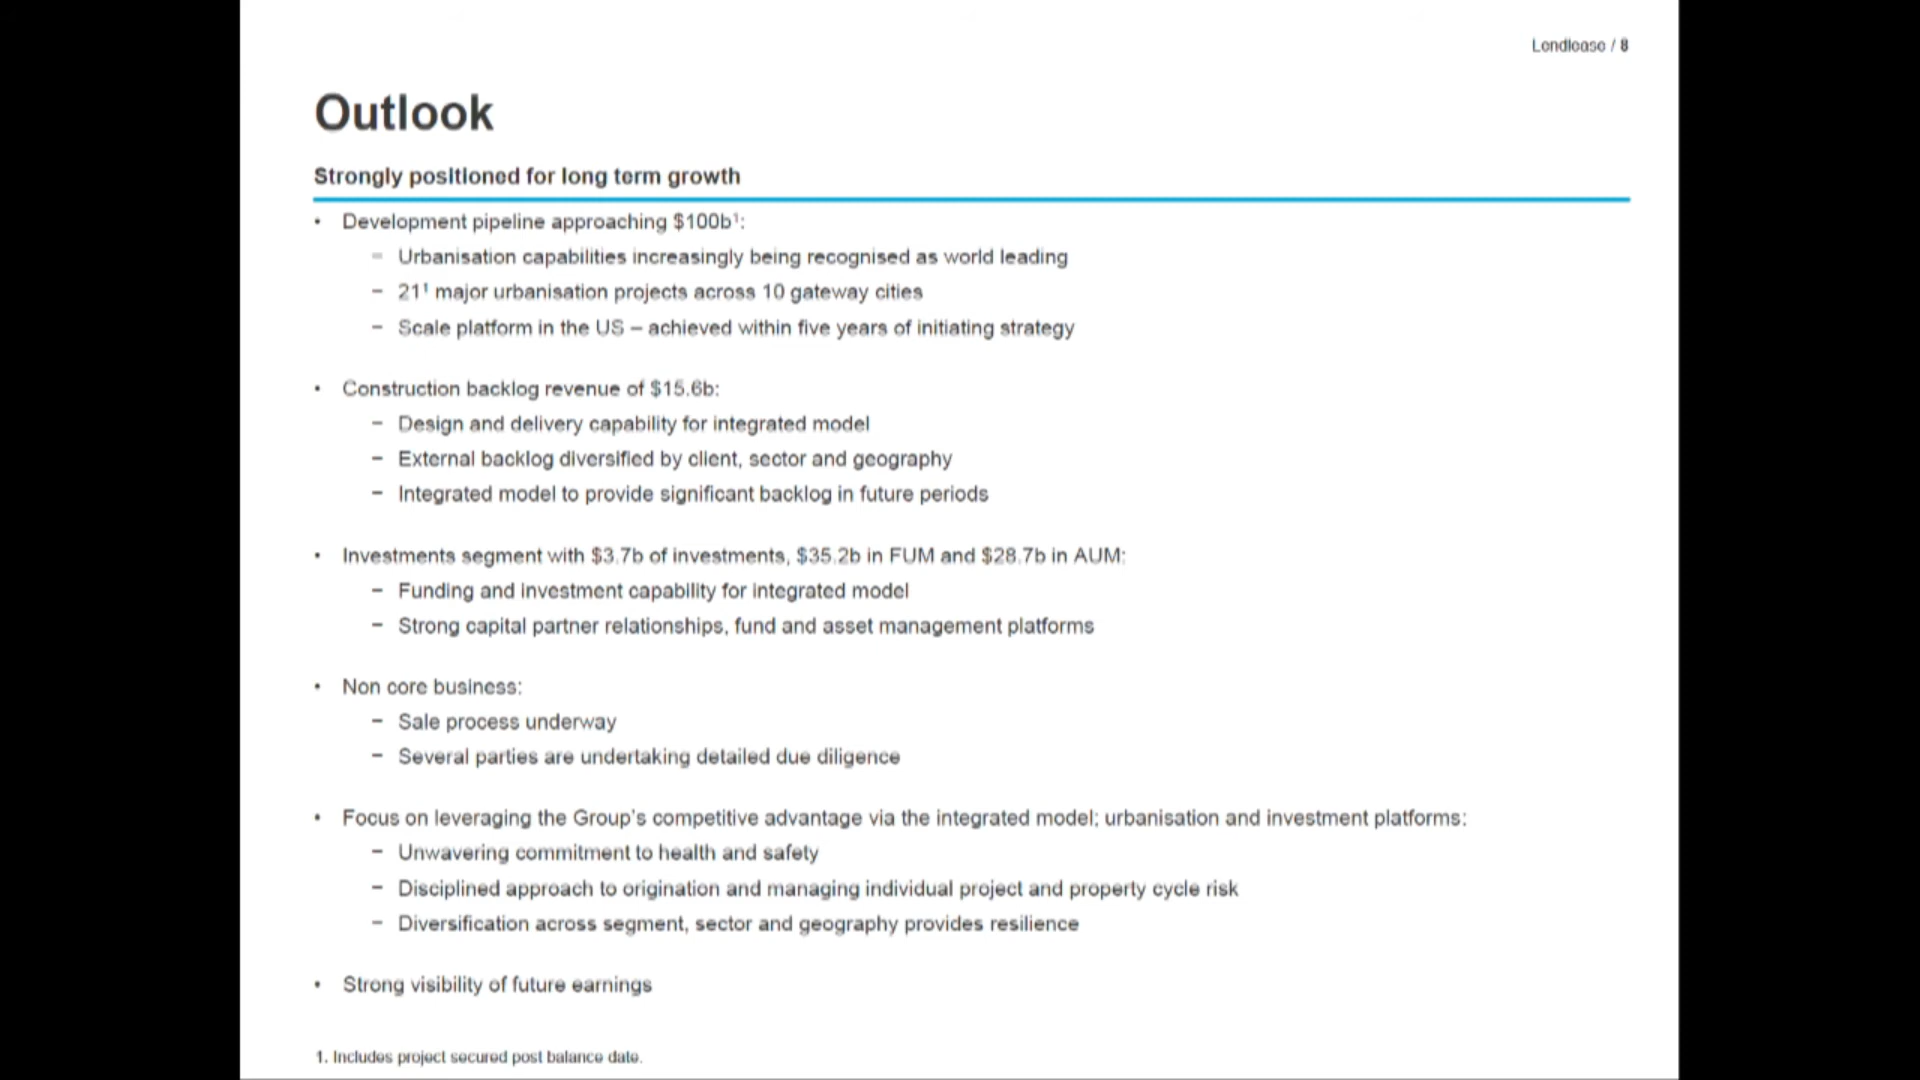 Lendlease / 8
Outlook
Strongly positioned for long term growth
• Development pipeline approaching $100b¹:
– Urbanisation capabilities increasingly being recognised as world leading
– 21¹ major urbanisation projects across 10 gateway cities
– Scale platform in the US – achieved within five years of initiating strategy
• Construction backlog revenue of $15.6b:
– Design and delivery capability for integrated model
– External backlog diversified by client, sector and geography
– Integrated model to provide significant backlog in future periods
• Investments segment with $3.7b of investments, $35.2b in FUM and $28.7b in AUM:
– Funding and investment capability for integrated model
– Strong capital partner relationships, fund and asset management platforms
• Non core business:
– Sale process underway
– Several parties are undertaking detailed due diligence
• Focus on leveraging the Group's competitive advantage via the integrated model; urbanisation and investment platforms:
– Unwavering commitment to health and safety
– Disciplined approach to origination and managing individual project and property cycle risk
– Diversification across segment, sector and geography provides resilience
• Strong visibility of future earnings
1. Includes project secured post balance date.